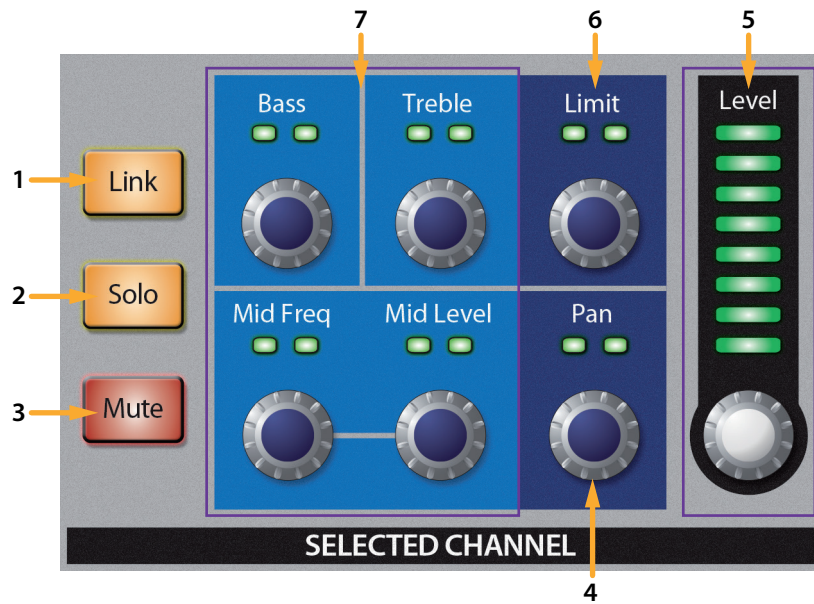 7 6 5
Bass Treble Limit Level
1 Link
2 Solo
Mid Freq Mid Level Pan
3 Mute
SELECTED CHANNEL
4